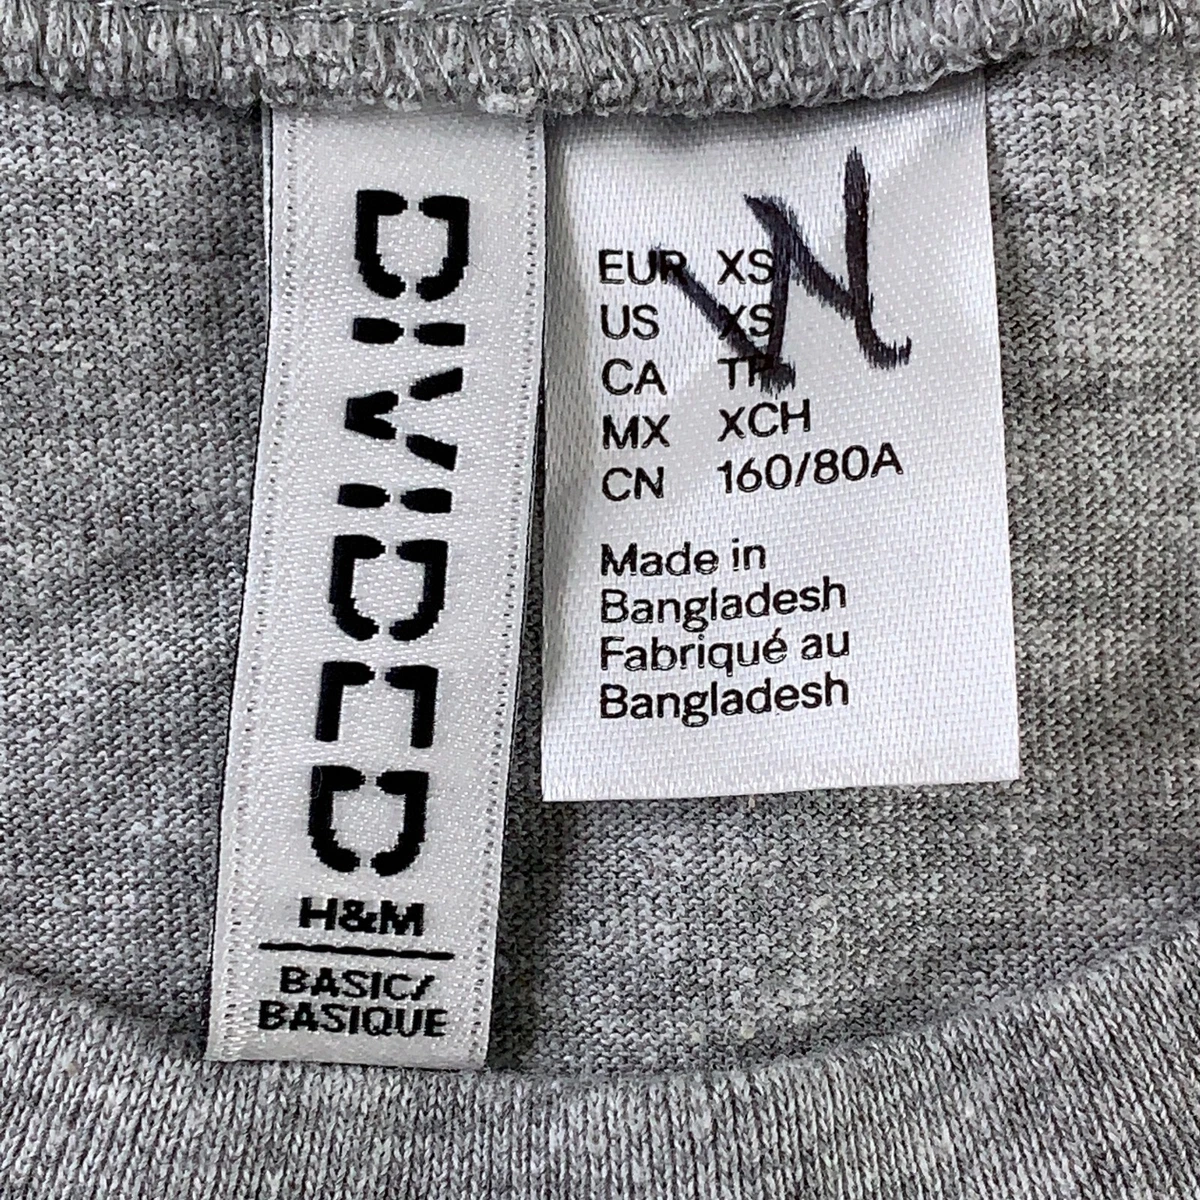 DIVIDED
H&M
BASIC/
BASIQUE
EUR XS
US XS
CA TP
MX XCH
CN 160/80A
Made in
Bangladesh
Fabriqué au
Bangladesh